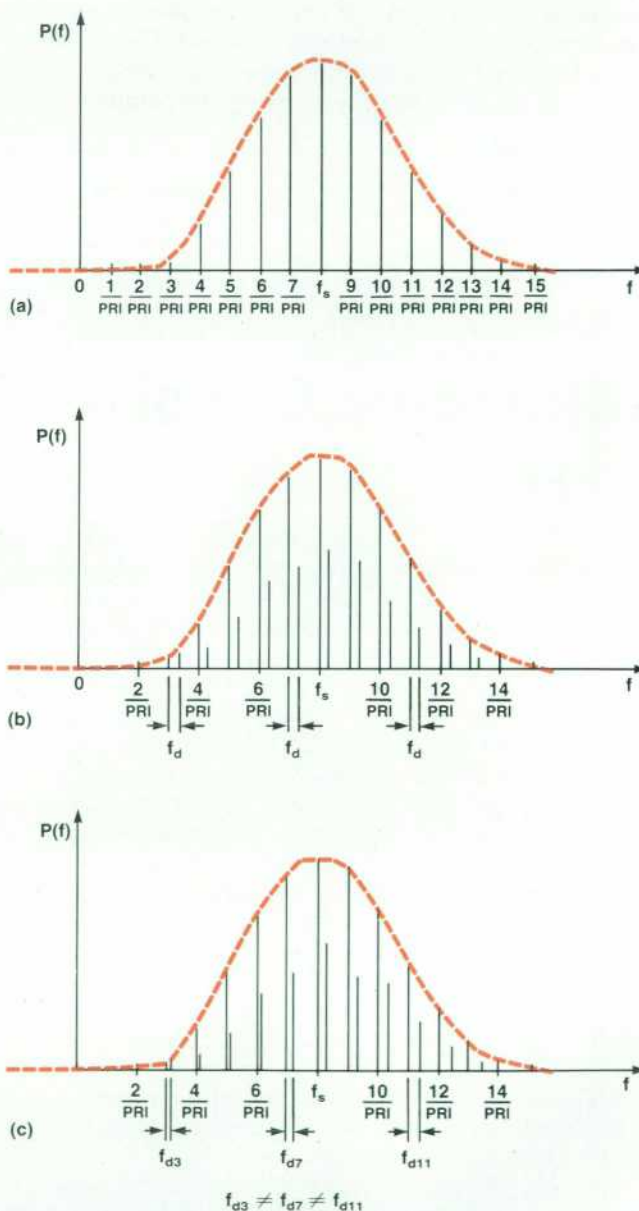 P(f)
0 1/PRI 2/PRI 3/PRI 4/PRI 5/PRI 6/PRI 7/PRI fs 9/PRI 10/PRI 11/PRI 12/PRI 13/PRI 14/PRI 15/PRI f
(a)
P(f)
0 2/PRI 4/PRI 6/PRI fs 10/PRI 12/PRI 14/PRI f
(b)
fd fd fd
P(f)
2/PRI 4/PRI 6/PRI fs 10/PRI 12/PRI 14/PRI f
(c)
fd3 fd7 fd11
fd3 ≠ fd7 ≠ fd11